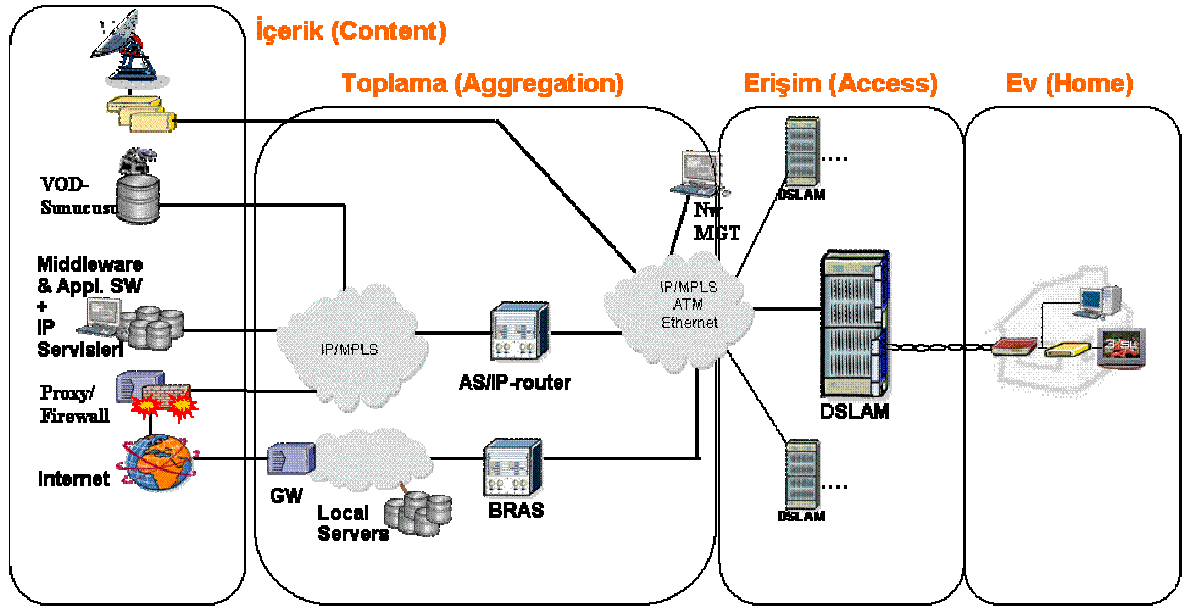 İçerik (Content)
Toplama (Aggregation)
Erişim (Access)
Ev (Home)
VOD-
Sunucusu
Middleware
& Appl. SW
+
IP
Servisleri
Proxy/
Firewall
Internet
IP/MPLS
AS/IP-router
GW
Local
Servers
BRAS
Nw
MGT
IP/MPLS
ATM
Ethernet
....
DSLAM
DSLAM
....
DSLAM